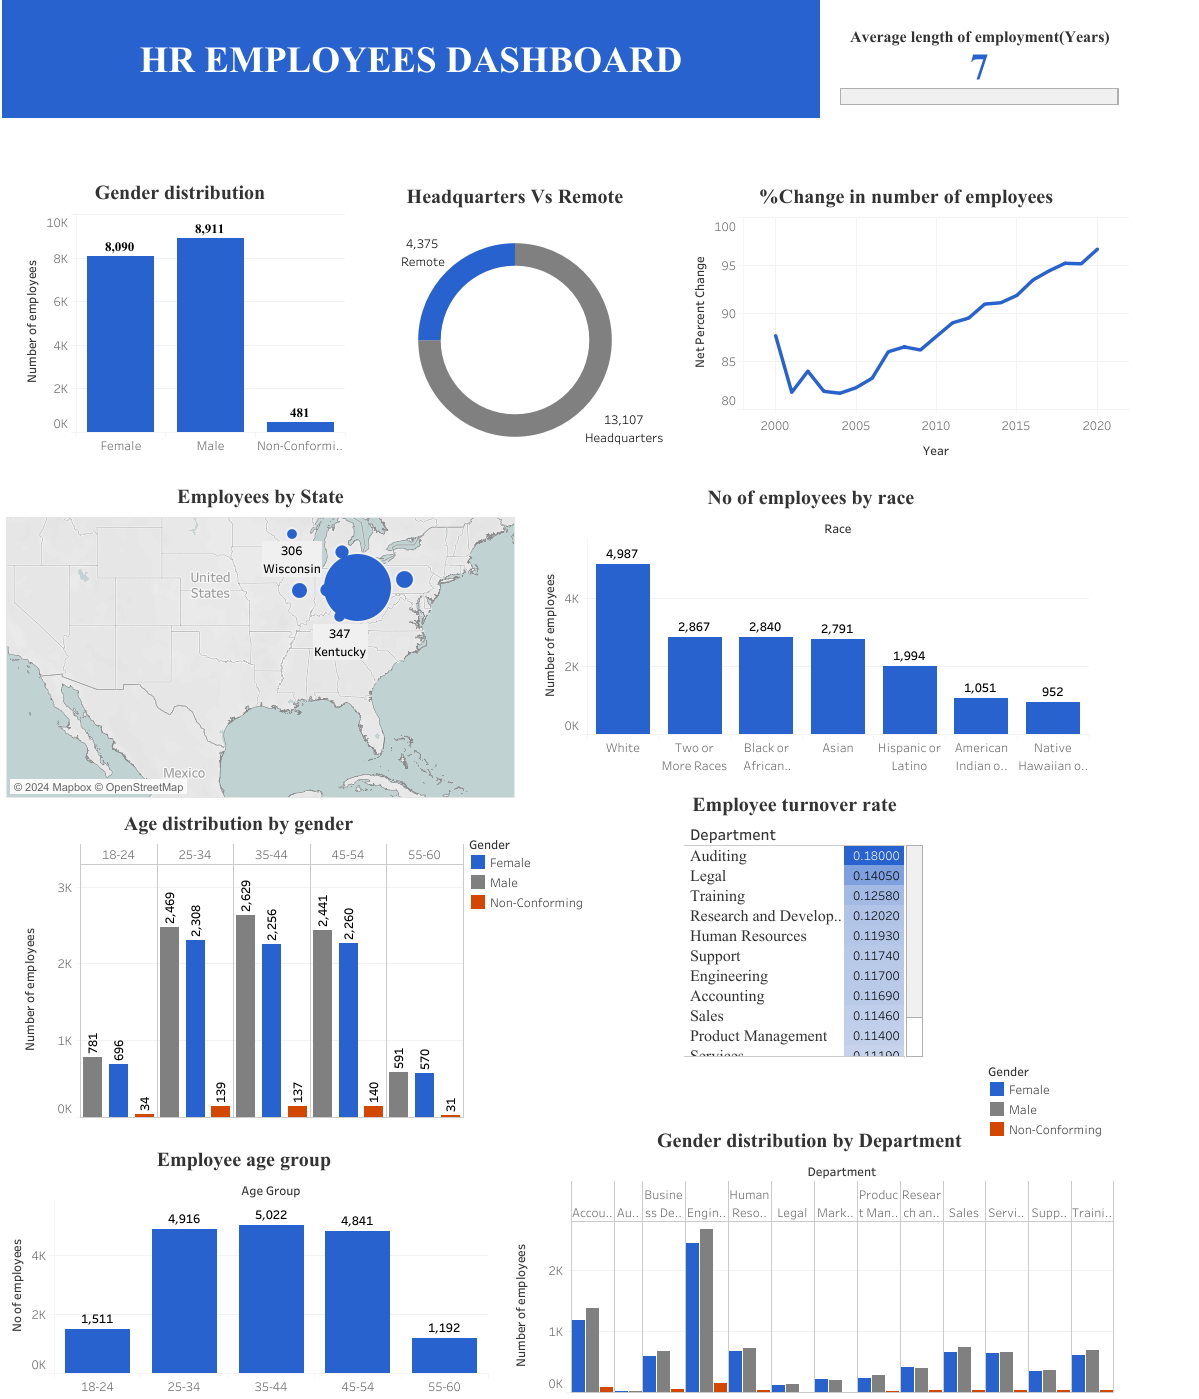 HR EMPLOYEES DASHBOARD
Average length of employment(Years)
7
Gender distribution
Number of employees
10K
8K
6K
4K
2K
0K
8,090
8,911
481
Female
Male
Non-Conformi..
Headquarters Vs Remote
4,375
Remote
13,107
Headquarters
%Change in number of employees
Net Percent Change
100
95
90
85
80
2000
2005
2010
2015
2020
Year
Employees by State
306
Wisconsin
United
States
347
Kentucky
Mexico
© 2024 Mapbox © OpenStreetMap
No of employees by race
Race
Number of employees
4K
2K
0K
4,987
2,867
2,840
2,791
1,994
1,051
952
White
Two or
More Races
Black or
African..
Asian
Hispanic or
Latino
American
Indian o..
Native
Hawaiian o..
Age distribution by gender
18-24
25-34
35-44
45-54
55-60
Number of employees
3K
2K
1K
0K
781
696
34
2,469
2,308
139
2,629
2,256
137
2,441
2,260
140
591
570
31
Gender
Female
Male
Non-Conforming
Employee turnover rate
Department
Auditing 0.18000
Legal 0.14050
Training 0.12580
Research and Develop.. 0.12020
Human Resources 0.11930
Support 0.11740
Engineering 0.11700
Accounting 0.11690
Sales 0.11460
Product Management 0.11400
Services 0.11190
Employee age group
Age Group
No of employees
4K
2K
0K
1,511
4,916
5,022
4,841
1,192
18-24
25-34
35-44
45-54
55-60
Gender
Female
Male
Non-Conforming
Gender distribution by Department
Department
Accou..
Au..
Busine
ss De..
Engin..
Human
Reso..
Legal
Mark..
Produc
t Man..
Resear
ch an..
Sales
Servi..
Supp..
Traini..
Number of employees
2K
1K
0K